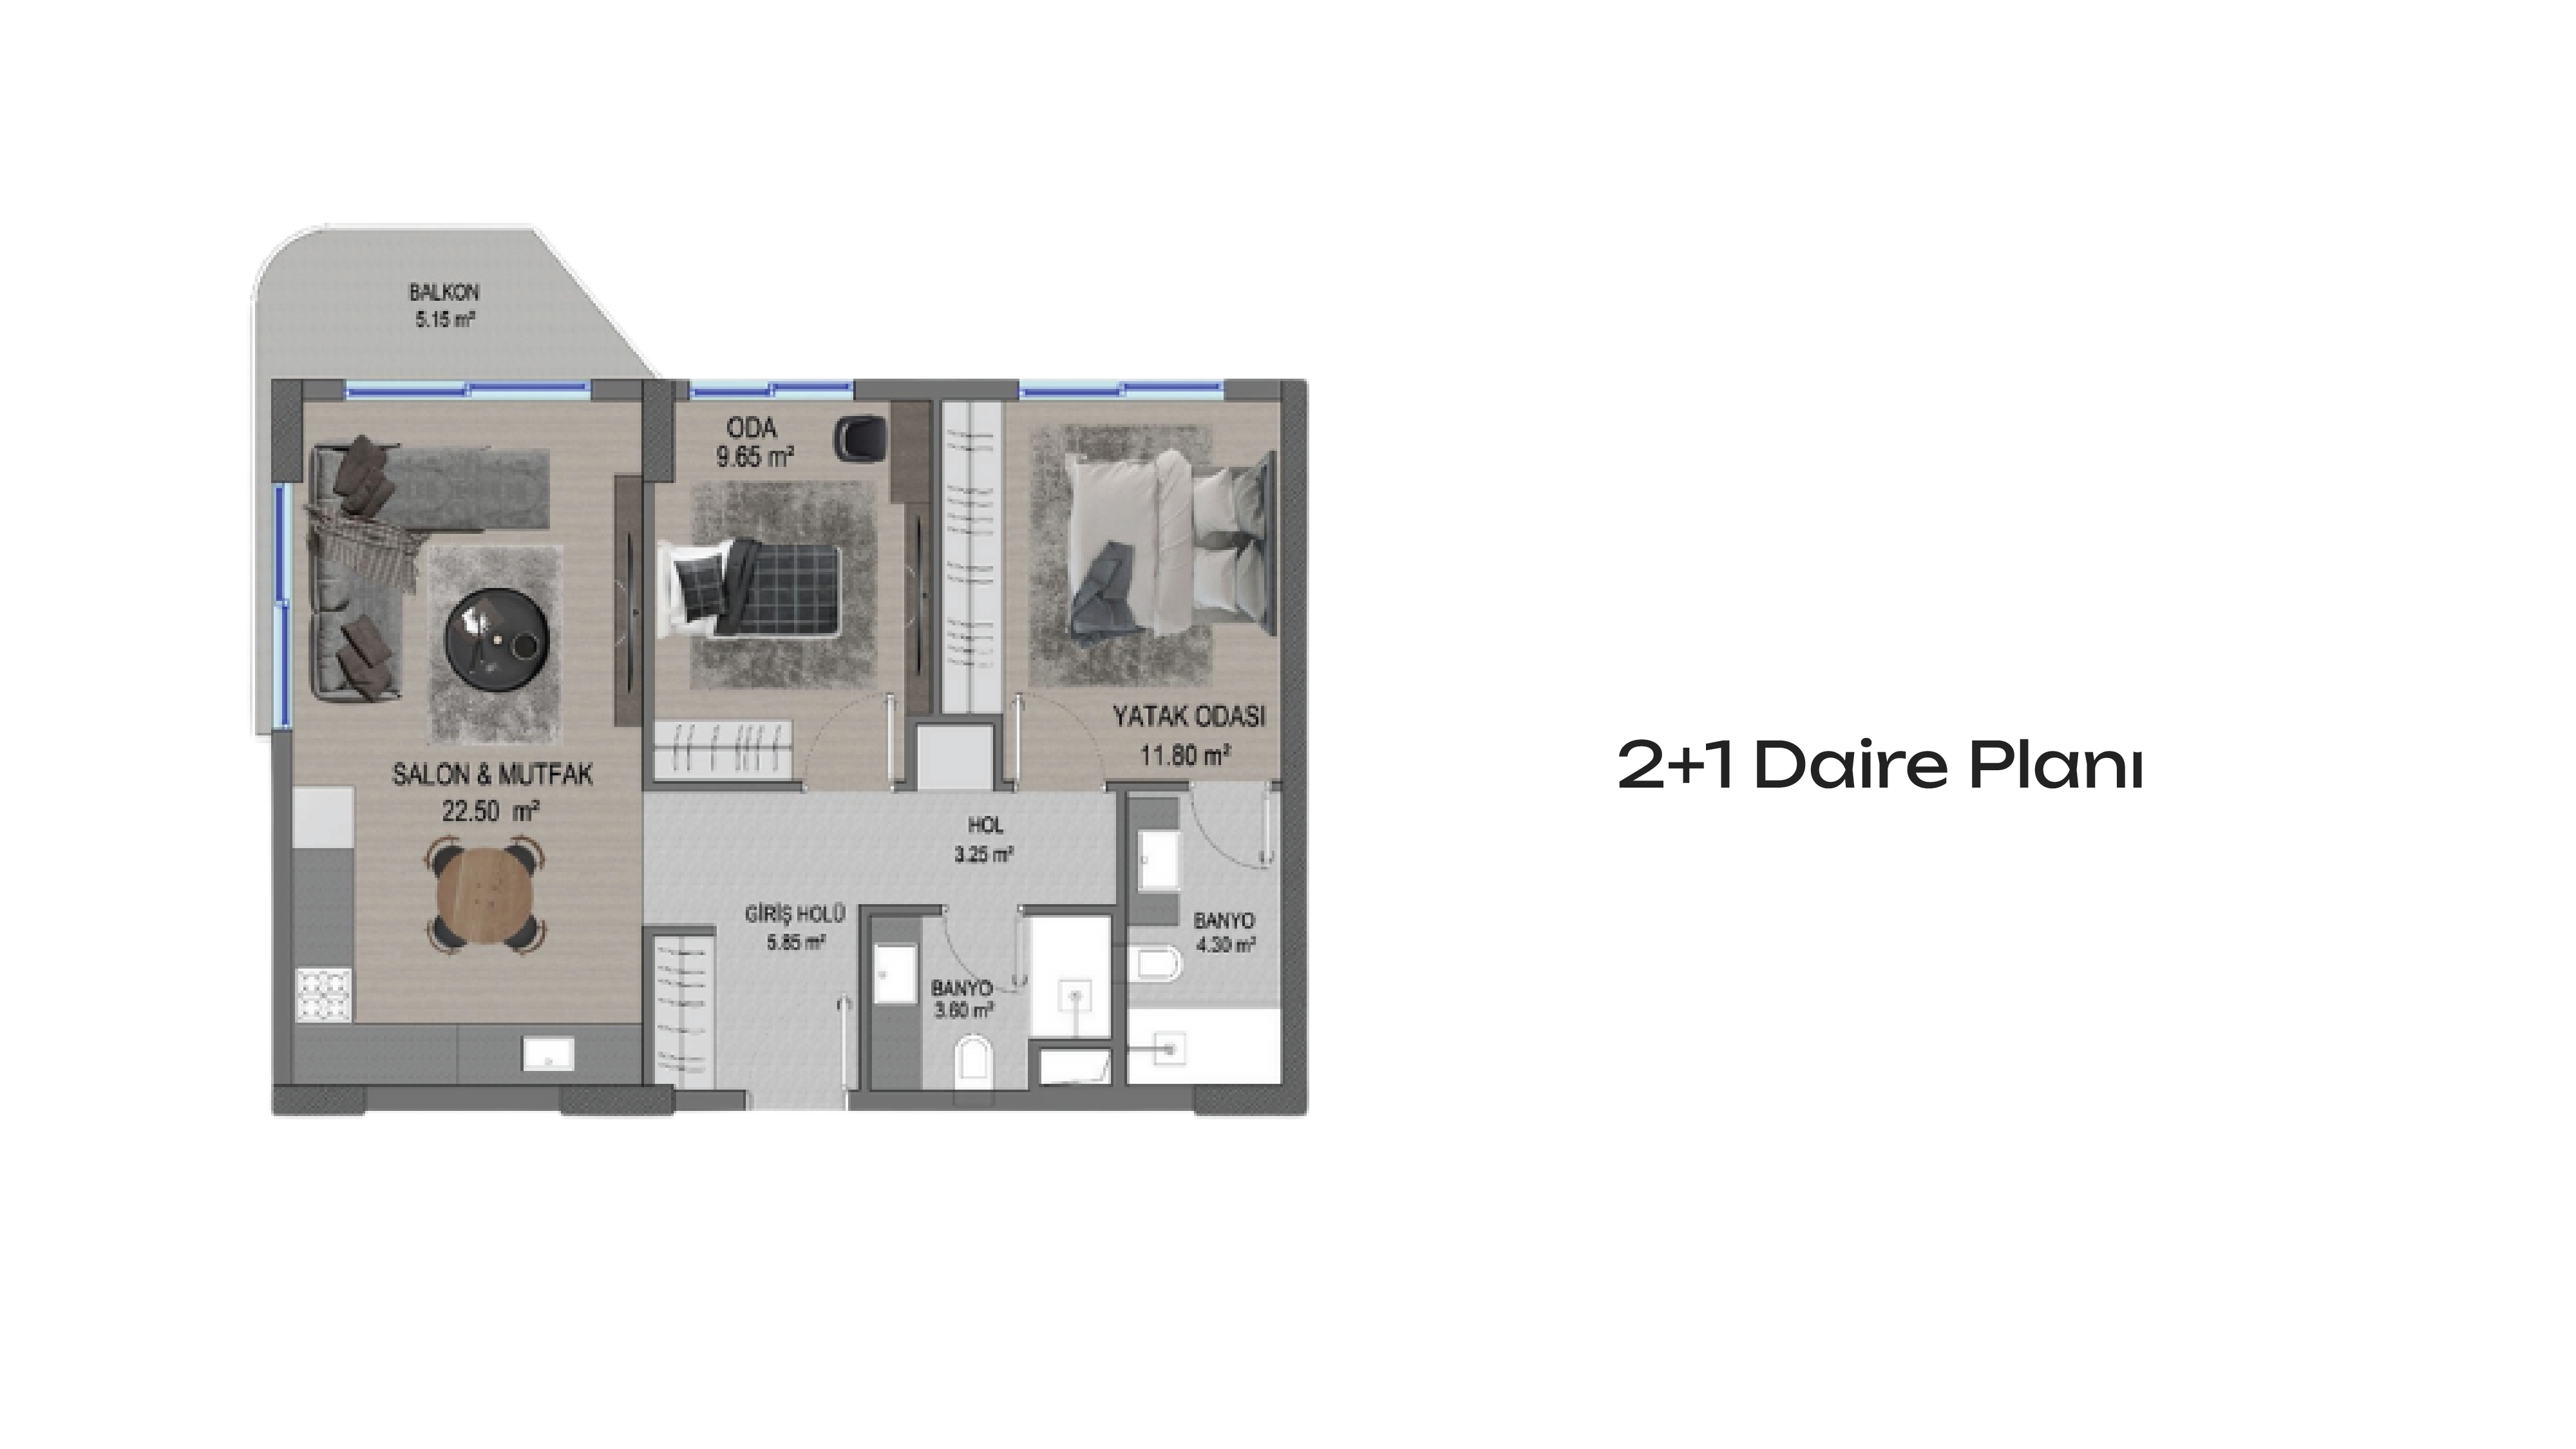 BALKON
5.15 m²
ODA
9.65 m²
YATAK ODASI
11.80 m²
SALON & MUTFAK
22.50 m²
HOL
3.25 m²
GİRİŞ HOLÜ
5.85 m²
BANYO
4.30 m²
BANYO
3.60 m²
2+1 Daire Planı